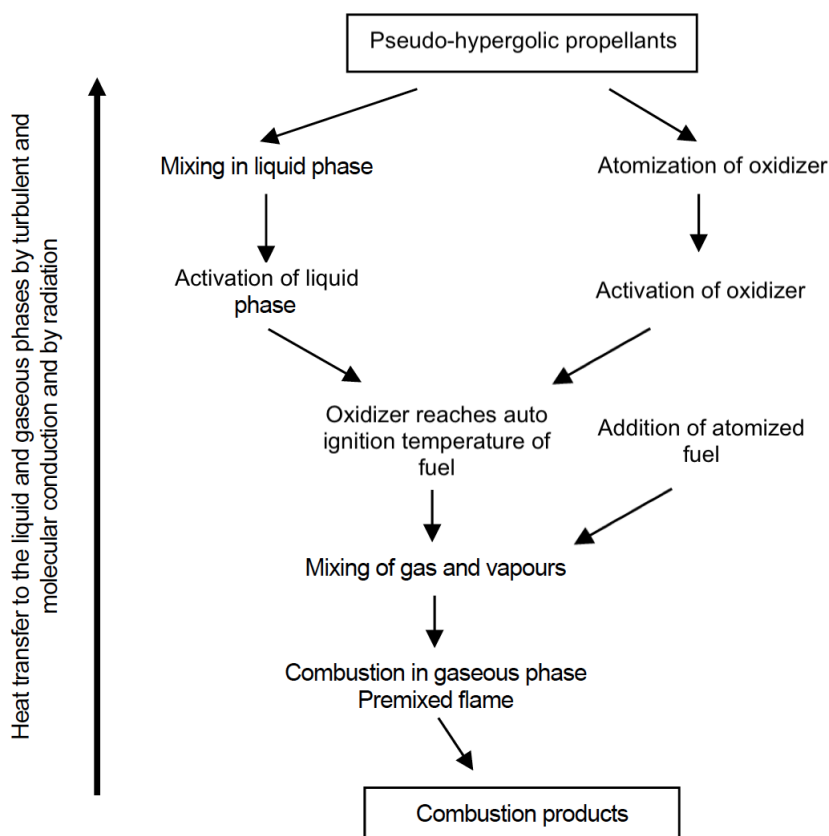 Pseudo-hypergolic propellants
Heat transfer to the liquid and gaseous phases by turbulent and
molecular conduction and by radiation
Mixing in liquid phase
Atomization of oxidizer
Activation of liquid
phase
Activation of oxidizer
Oxidizer reaches auto
ignition temperature of
fuel
Addition of atomized
fuel
Mixing of gas and vapours
Combustion in gaseous phase
Premixed flame
Combustion products